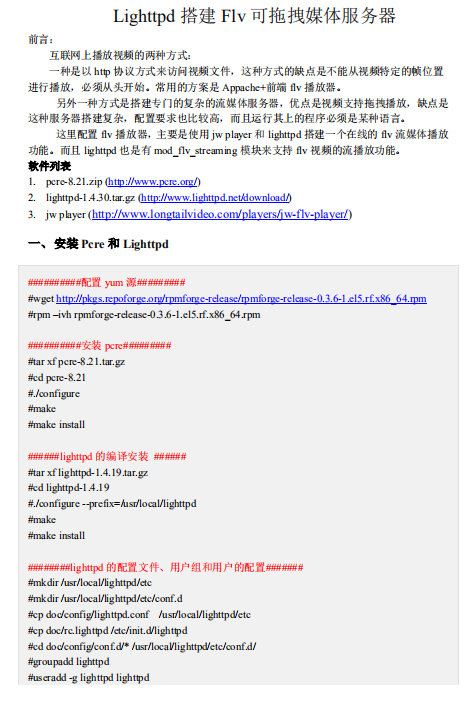 Lighttpd 搭建 Flv 可拖拽媒体服务器
前言：
互联网上播放视频的两种方式：
一种是以 http 协议方式来访问视频文件，这种方式的缺点是不能从视频特定的帧位置
进行播放，必须从头开始。常用的方案是 Appache+前端 flv 播放器。
另外一种方式是搭建专门的复杂的流媒体服务器，优点是视频支持拖拽播放，缺点是
这种服务器搭建复杂，配置要求也比较高，而且运行其上的程序必须是某种语言。
这里配置 flv 播放器，主要是使用 jw player 和 lighttpd 搭建一个在线的 flv 流媒体播放
功能。而且 lighttpd 也是有 mod_flv_streaming 模块来支持 flv 视频的流播放功能。
软件列表
1. pcre-8.21.zip (http://www.pcre.org/)
2. lighttpd-1.4.30.tar.gz (http://www.lighttpd.net/download/)
3. jw player (http://www.longtailvideo.com/players/jw-flv-player/)
一、安装 Pcre 和 Lighttpd
##########配置 yum 源#########
#wget http://pkgs.repoforge.org/rpmforge-release/rpmforge-release-0.3.6-1.el5.rf.x86_64.rpm
#rpm –ivh rpmforge-release-0.3.6-1.el5.rf.x86_64.rpm
##########安装 pcre#########
#tar xf pcre-8.21.tar.gz
#cd pcre-8.21
#./configure
#make
#make install
######lighttpd 的编译安装 ######
#tar xf lighttpd-1.4.19.tar.gz
#cd lighttpd-1.4.19
#./configure --prefix=/usr/local/lighttpd
#make
#make install
########lighttpd 的配置文件、用户组和用户的配置#######
#mkdir /usr/local/lighttpd/etc
#mkdir /usr/local/lighttpd/etc/conf.d
#cp doc/config/lighttpd.conf /usr/local/lighttpd/etc
#cp doc/rc.lighttpd /etc/init.d/lighttpd
#cd doc/config/conf.d/* /usr/local/lighttpd/etc/conf.d/
#groupadd lighttpd
#useradd -g lighttpd lighttpd